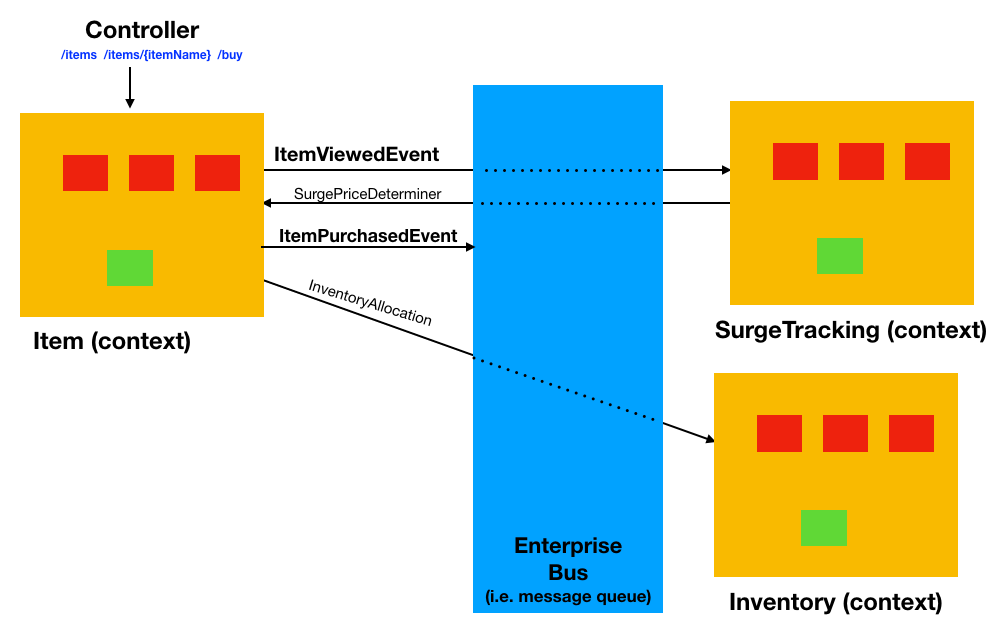 Controller
/items /items/{itemName} /buy
ItemViewedEvent
SurgePriceDeterminer
ItemPurchasedEvent
InventoryAllocation
Item (context)
SurgeTracking (context)
Enterprise
Bus
(i.e. message queue)
Inventory (context)